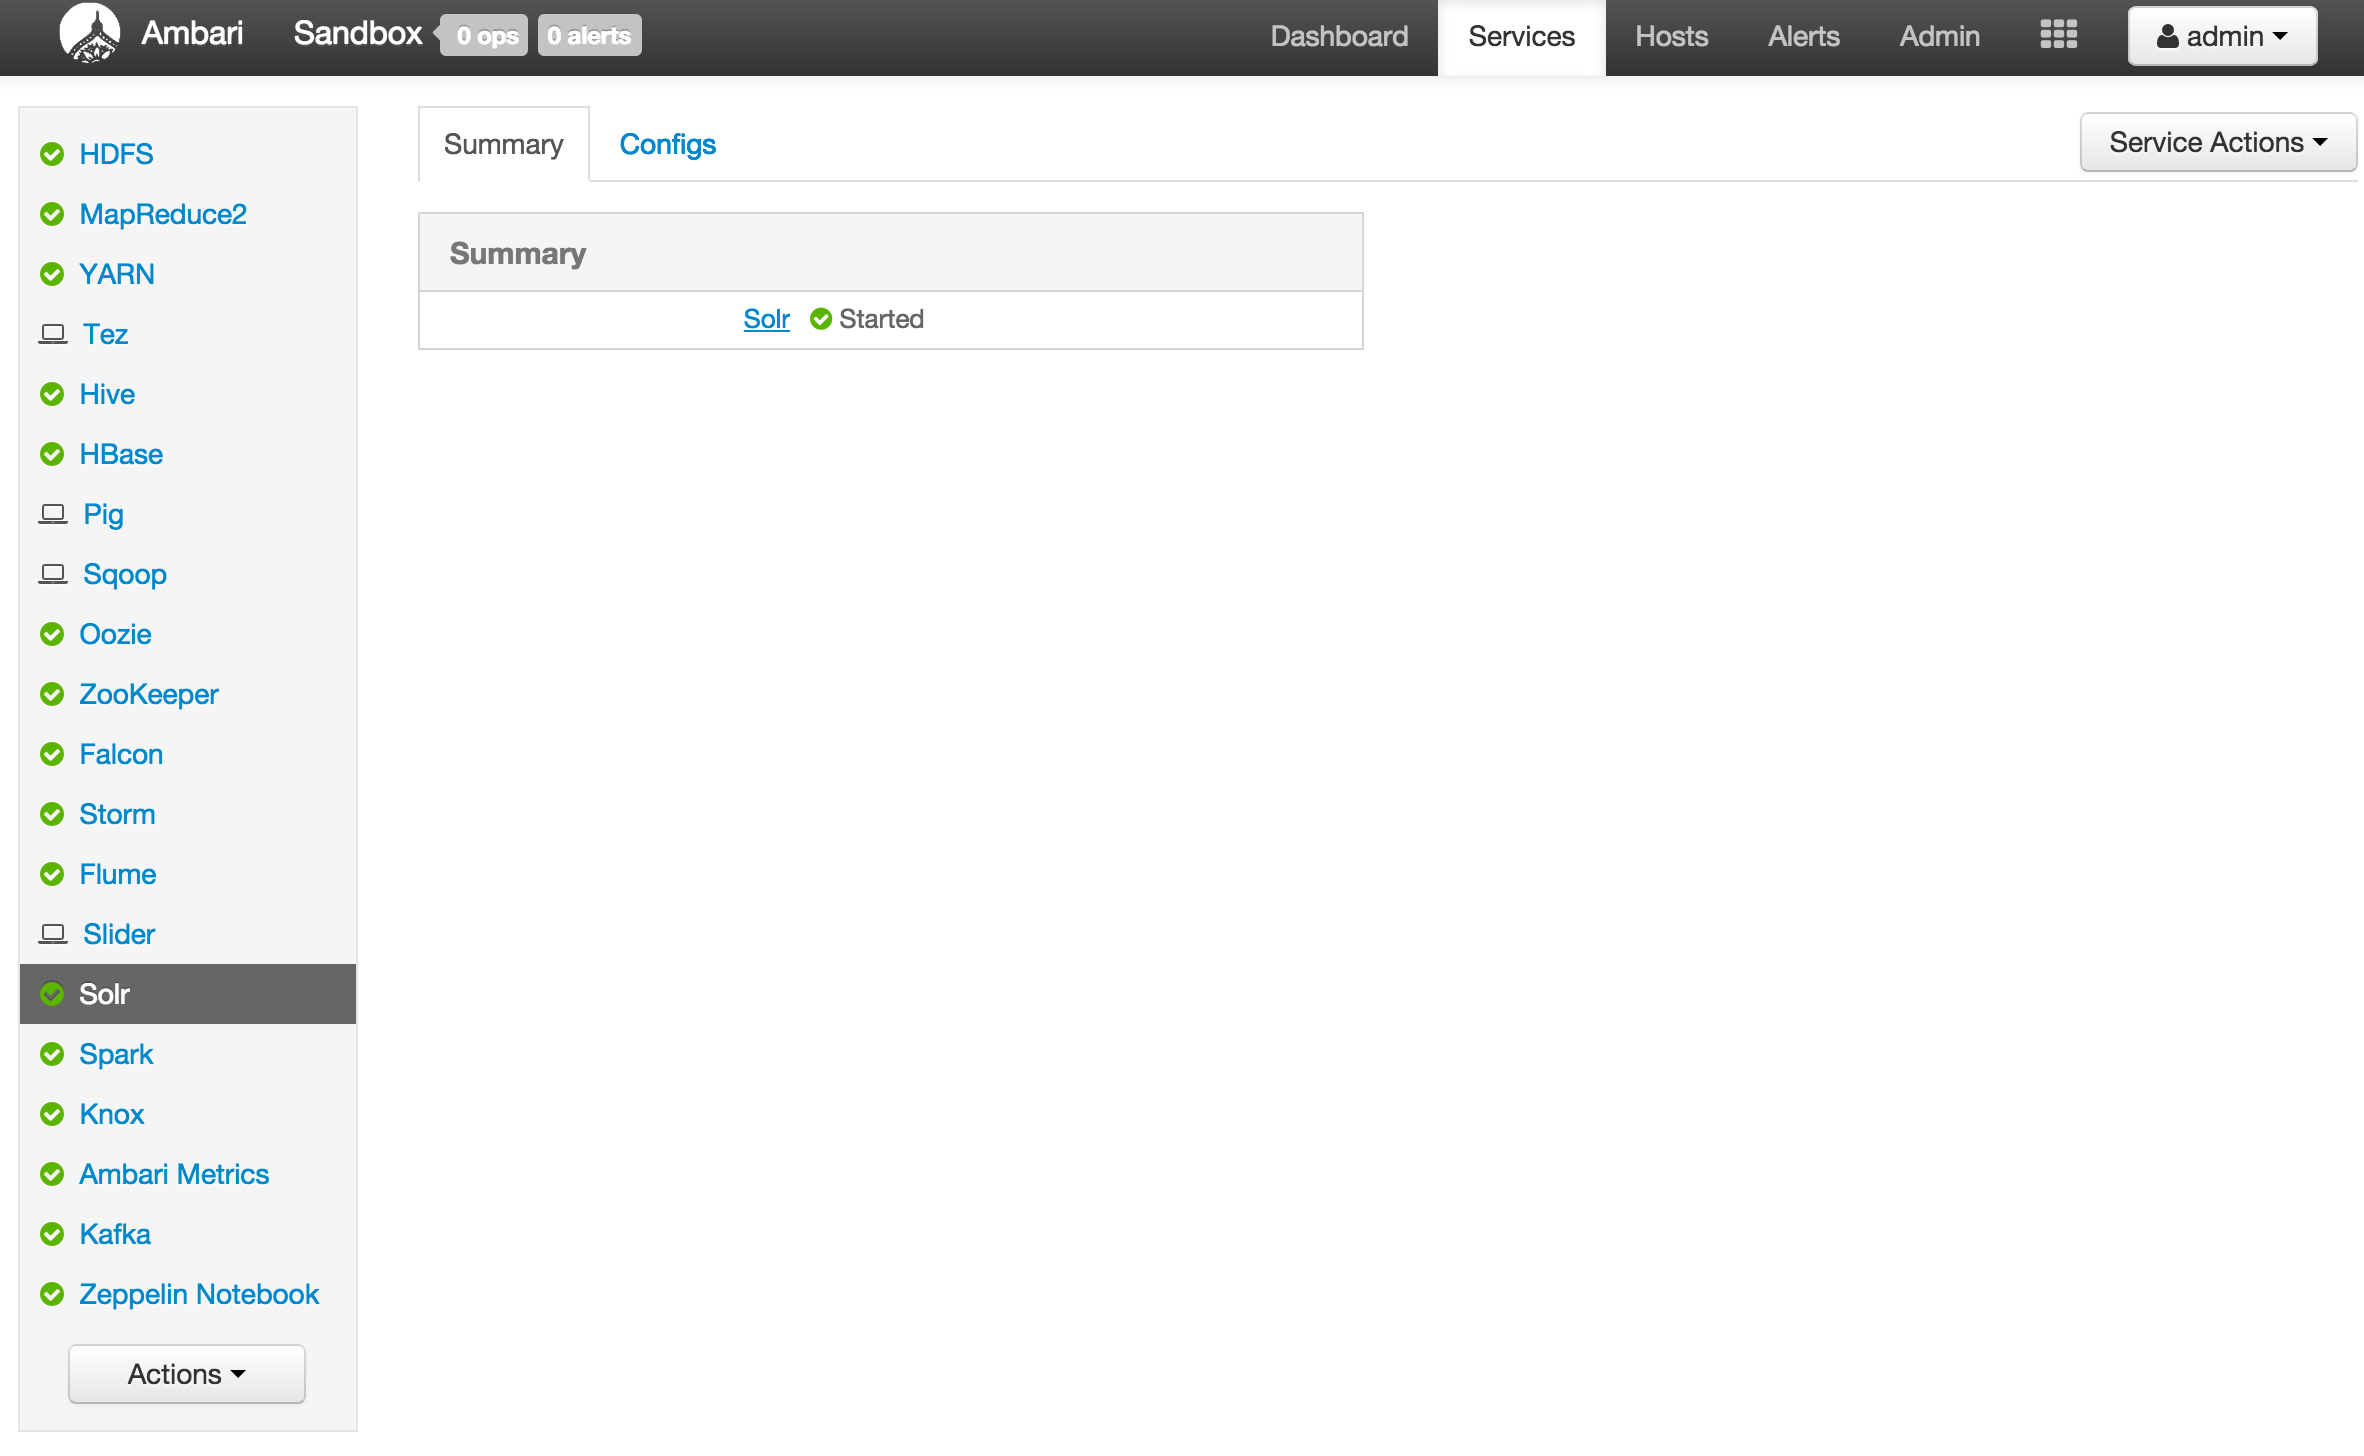 Ambari Sandbox 0 ops 0 alerts Dashboard Services Hosts Alerts Admin admin
HDFS
MapReduce2
YARN
Tez
Hive
HBase
Pig
Sqoop
Oozie
ZooKeeper
Falcon
Storm
Flume
Slider
Solr
Spark
Knox
Ambari Metrics
Kafka
Zeppelin Notebook
Actions
Summary Configs Service Actions
Summary
Solr Started